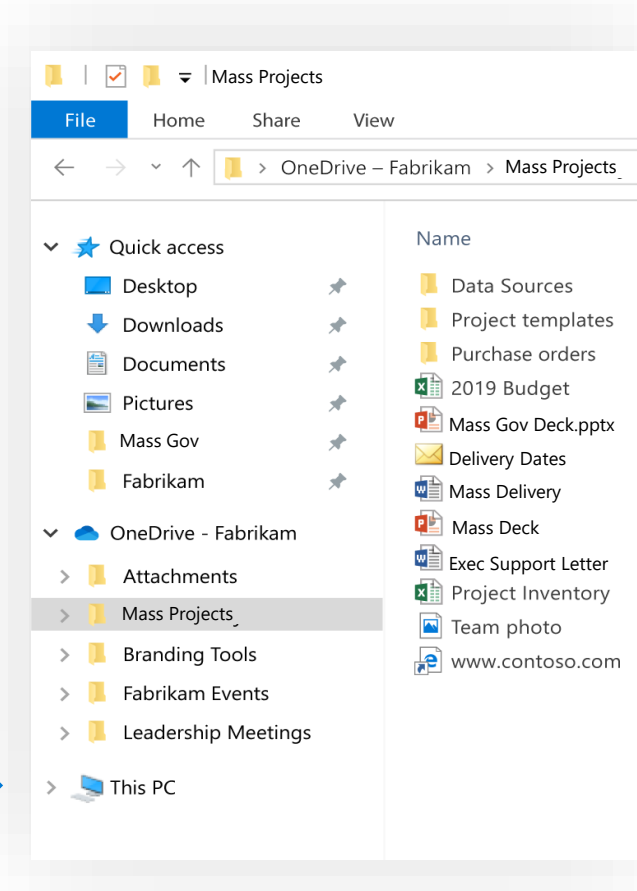 Mass Projects
File Home Share View
> OneDrive – Fabrikam > Mass Projects
Quick access
Desktop
Downloads
Documents
Pictures
Mass Gov
Fabrikam
OneDrive - Fabrikam
Attachments
Mass Projects
Branding Tools
Fabrikam Events
Leadership Meetings
This PC
Name
Data Sources
Project templates
Purchase orders
2019 Budget
Mass Gov Deck.pptx
Delivery Dates
Mass Delivery
Mass Deck
Exec Support Letter
Project Inventory
Team photo
www.contoso.com